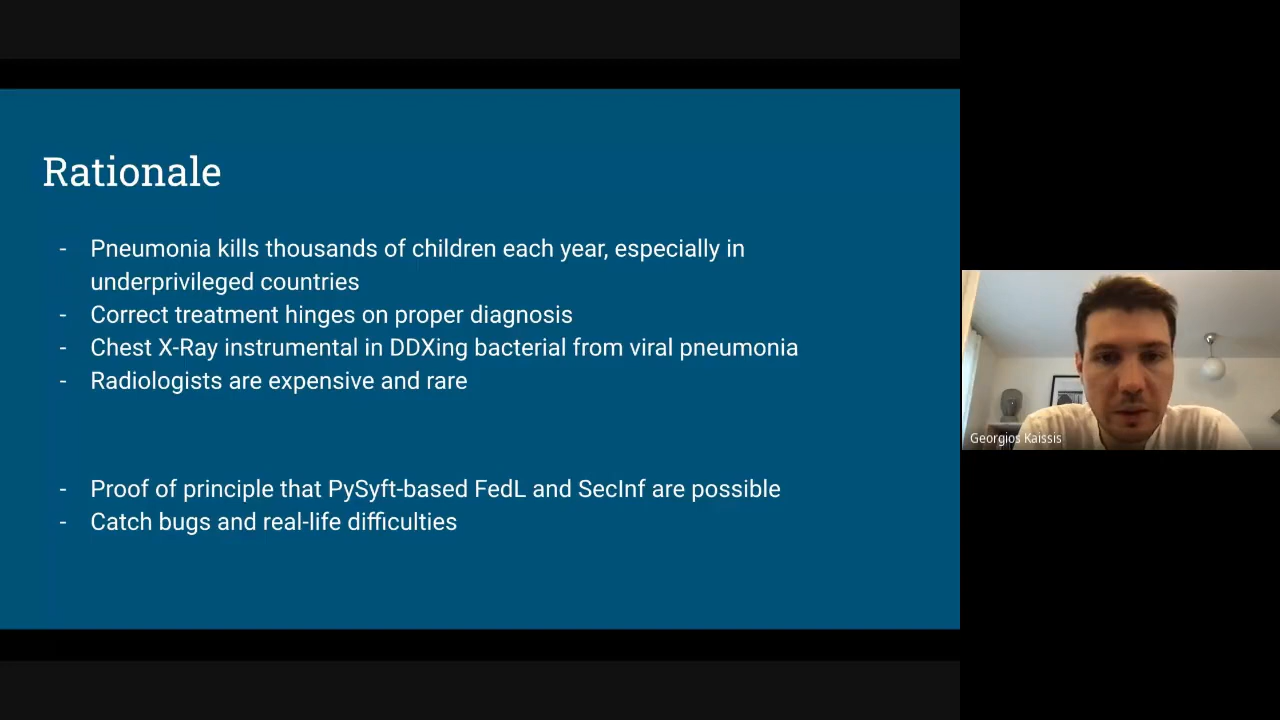 Rationale
- Pneumonia kills thousands of children each year, especially in
underprivileged countries
- Correct treatment hinges on proper diagnosis
- Chest X-Ray instrumental in DDXing bacterial from viral pneumonia
- Radiologists are expensive and rare
- Proof of principle that PySyft-based FedL and SecInf are possible
- Catch bugs and real-life difficulties
Georgios Kaissis